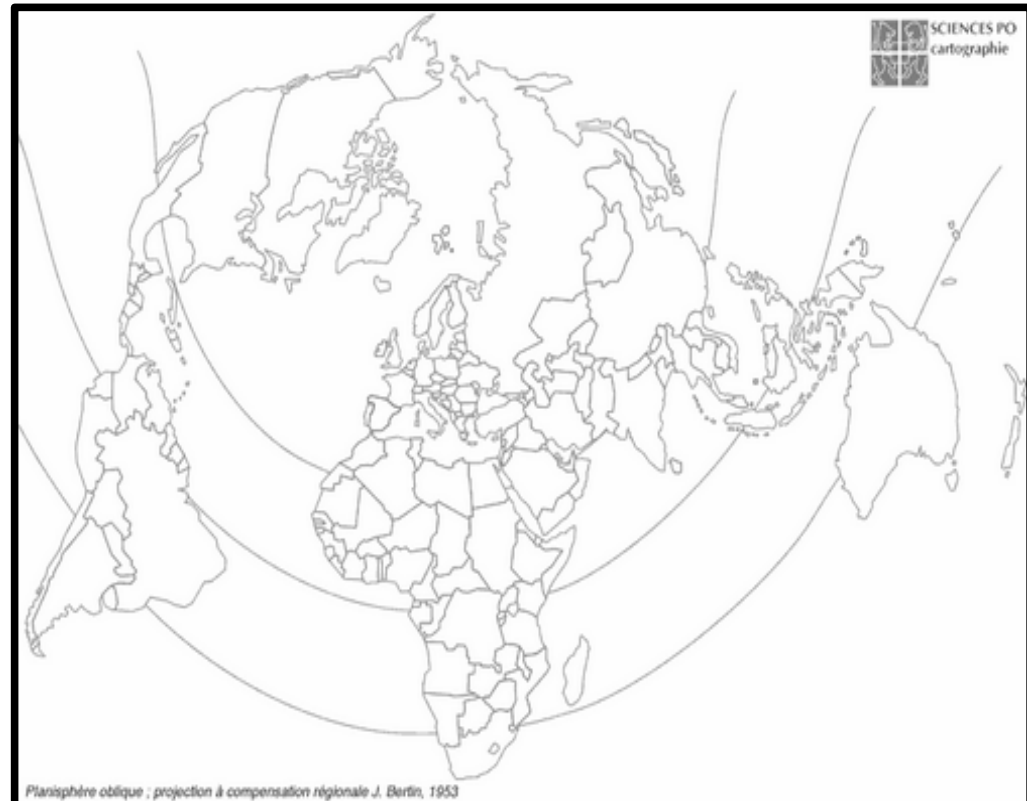 SCIENCES PO
cartographie
Planisphère oblique ; projection à compensation régionale J. Bertin, 1953